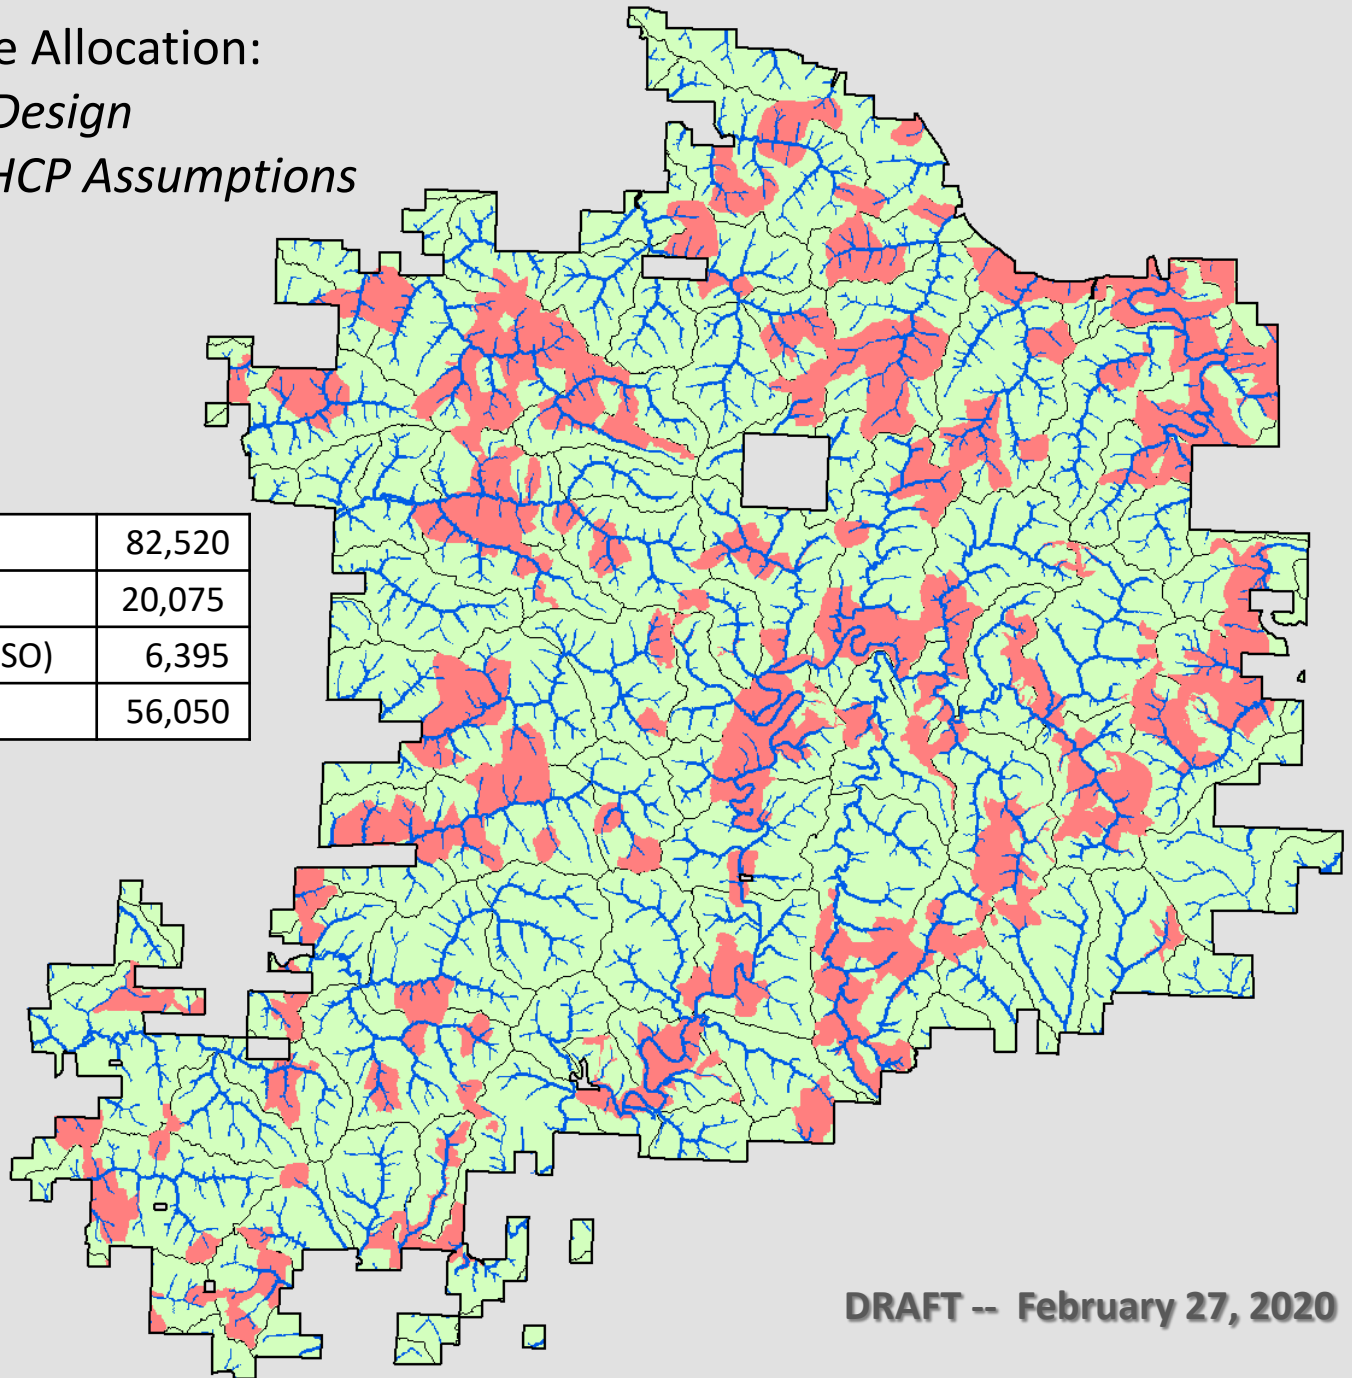 e Allocation:
Design
HCP Assumptions
82,520
20,075
SO) 6,395
56,050
DRAFT -- February 27, 2020